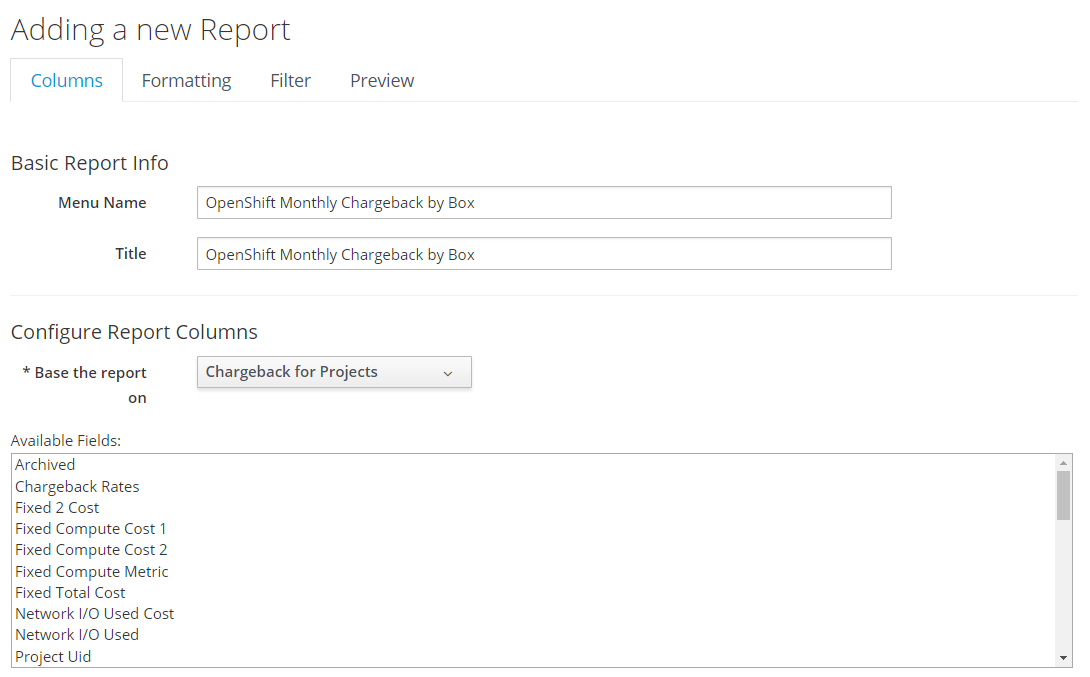 Adding a new Report
Columns Formatting Filter Preview
Basic Report Info
Menu Name OpenShift Monthly Chargeback by Box
Title OpenShift Monthly Chargeback by Box
Configure Report Columns
* Base the report on Chargeback for Projects
Available Fields:
Archived
Chargeback Rates
Fixed 2 Cost
Fixed Compute Cost 1
Fixed Compute Cost 2
Fixed Compute Metric
Fixed Total Cost
Network I/O Used Cost
Network I/O Used
Project Uid